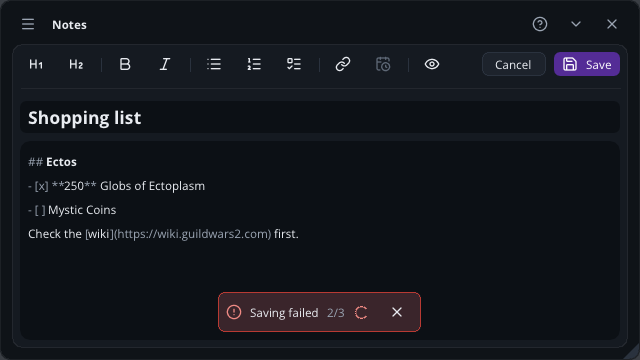 Notes
H1 H2 B I Cancel Save
Shopping list
## Ectos
- [x] **250** Globs of Ectoplasm
- [ ] Mystic Coins
Check the [wiki](https://wiki.guildwars2.com) first.
Saving failed 2/3